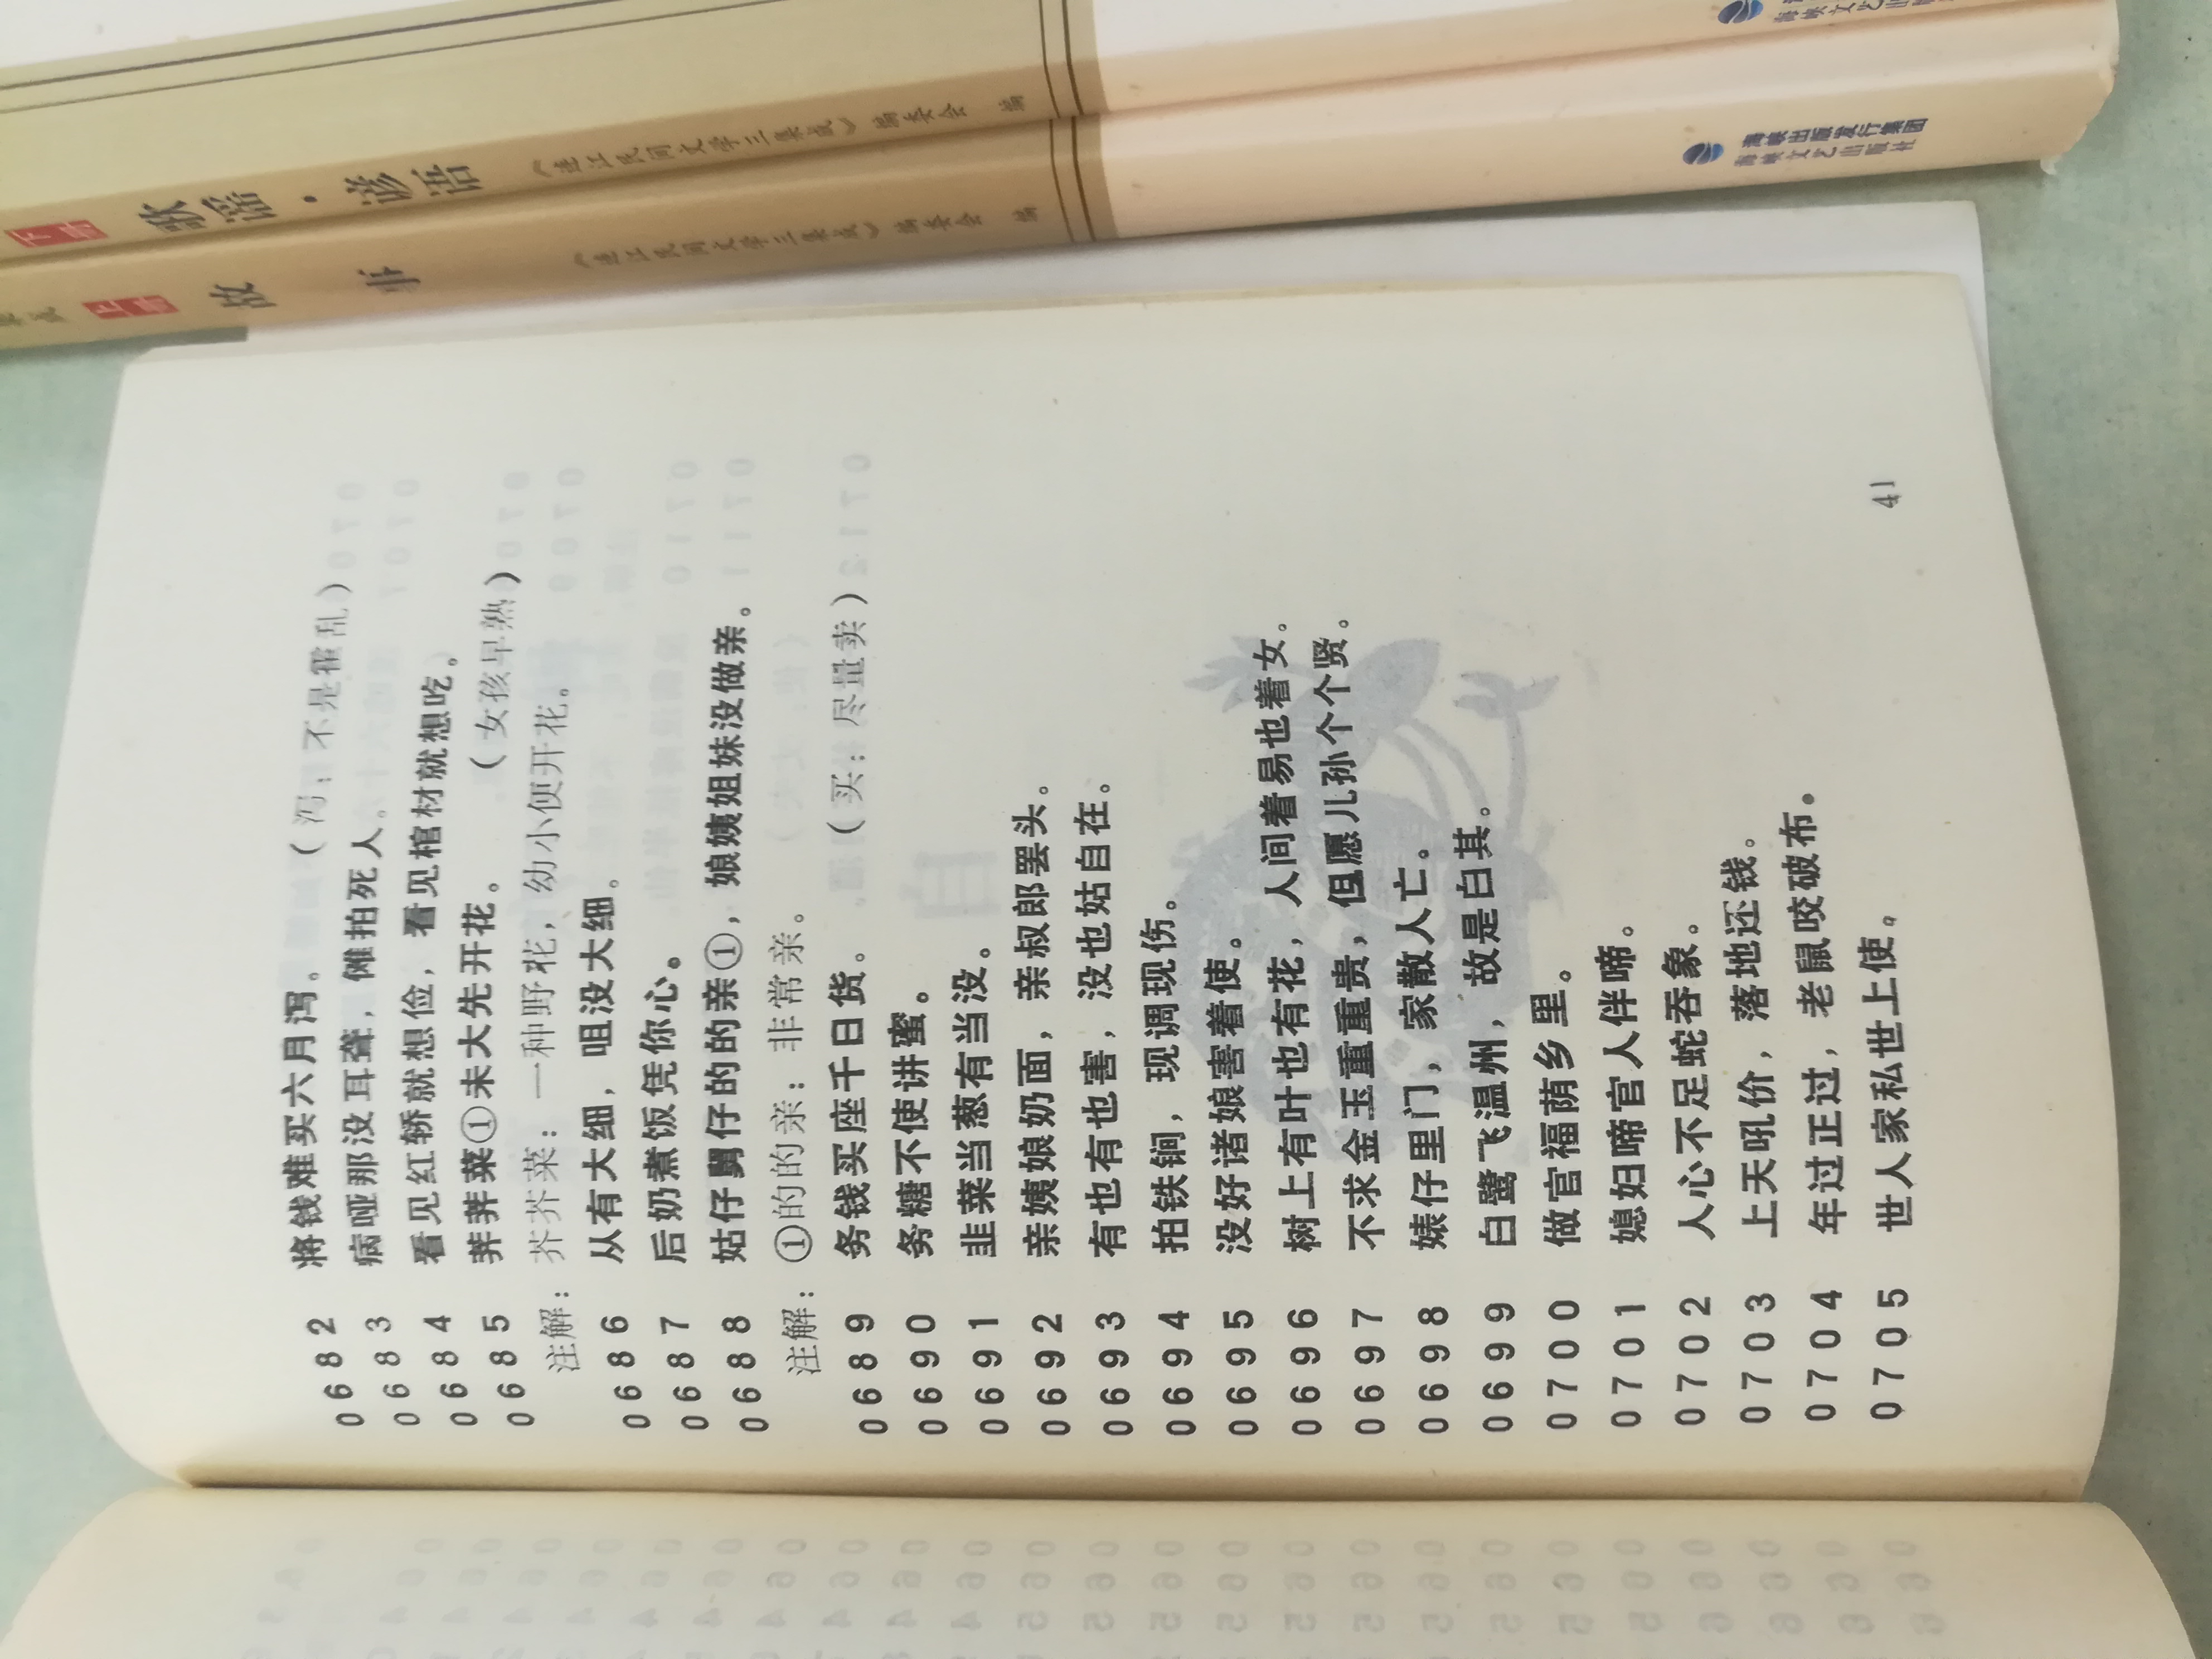 0682 将钱难买六月泻。 （泻：不是霍乱）
0683 病哑那没耳聋，傩拍死人。
0684 看见红轿就想俭，看见棺材就想吃。
0685 荠荠菜①未大先开花。 （女孩早熟）
注解：芥芥菜：一种野花，幼小便开花。
0686 从有大细，咀没大细。
0687 后奶煮饭凭你心。
0688 姑仔舅仔的的亲①，娘姨姐妹没做亲。
注解：①的的亲：非常亲。
0689 务钱买座千日货。 （买：尽量卖）
0690 务糖不使讲蜜。
0691 韭菜当葱有当没。
0692 亲姨娘奶面，亲叔郎罢头。
0693 有也有也害，没也姑自在。
0694 拍铁锏，现调现伤。
0695 没好诸娘害着使。
0696 树上有叶也有花，人间着易也着女。
0697 不求金玉重重贵，但愿儿孙个个贤。
0698 婊仔里门，家散人亡。
0699 白鹭飞温州，故是白其。
0700 做官福荫乡里。
0701 媳妇啼官人伴啼。
0702 人心不足蛇吞象。
0703 上天吼价，落地还钱。
0704 年过正过，老鼠咬破布。
0705 世人家私世上使。
41
集成 上册 故事 《连江民间文学三集成》编委会 编
海峡出版发行集团
海峡文艺出版社
下册 歌谣·谚语 《连江民间文学三集成》编委会 编